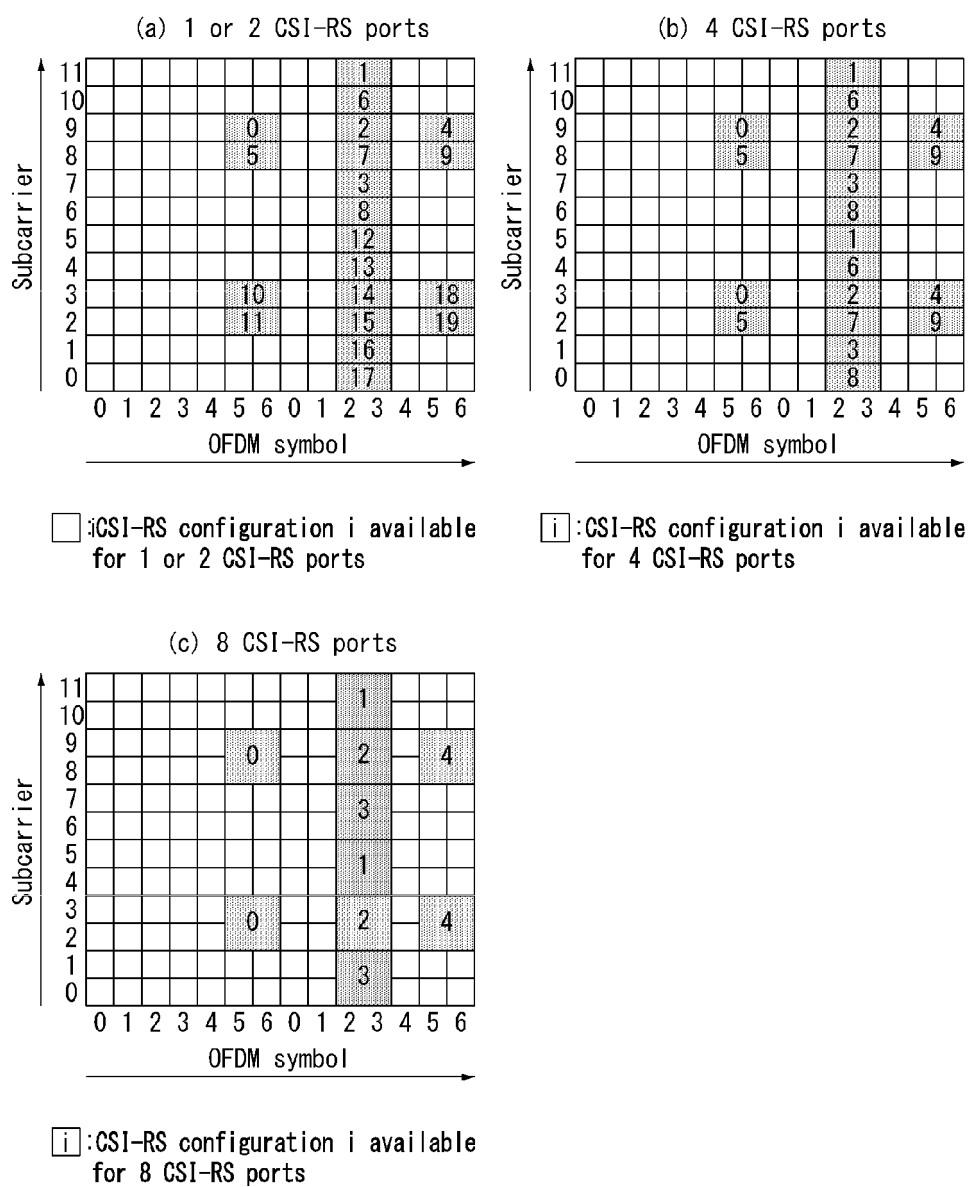 (a) 1 or 2 CSI-RS ports
11 1
10 6
9 0 2 4
8 5 7 9
7 3
6 8
5 12
4 13
3 10 14 18
2 11 15 19
1 16
0 17
Subcarrier
0 1 2 3 4 5 6 0 1 2 3 4 5 6
OFDM symbol
:iCSI-RS configuration i available
for 1 or 2 CSI-RS ports
(b) 4 CSI-RS ports
11 1
10 6
9 0 2 4
8 5 7 9
7 3
6 8
5 1
4 6
3 0 2 4
2 5 7 9
1 3
0 8
Subcarrier
0 1 2 3 4 5 6 0 1 2 3 4 5 6
OFDM symbol
i :CSI-RS configuration i available
for 4 CSI-RS ports
(c) 8 CSI-RS ports
11
1
10
9
0 2 4
8
7
3
6
5
1
4
3
0 2 4
2
1
3
0
Subcarrier
0 1 2 3 4 5 6 0 1 2 3 4 5 6
OFDM symbol
i :CSI-RS configuration i available
for 8 CSI-RS ports